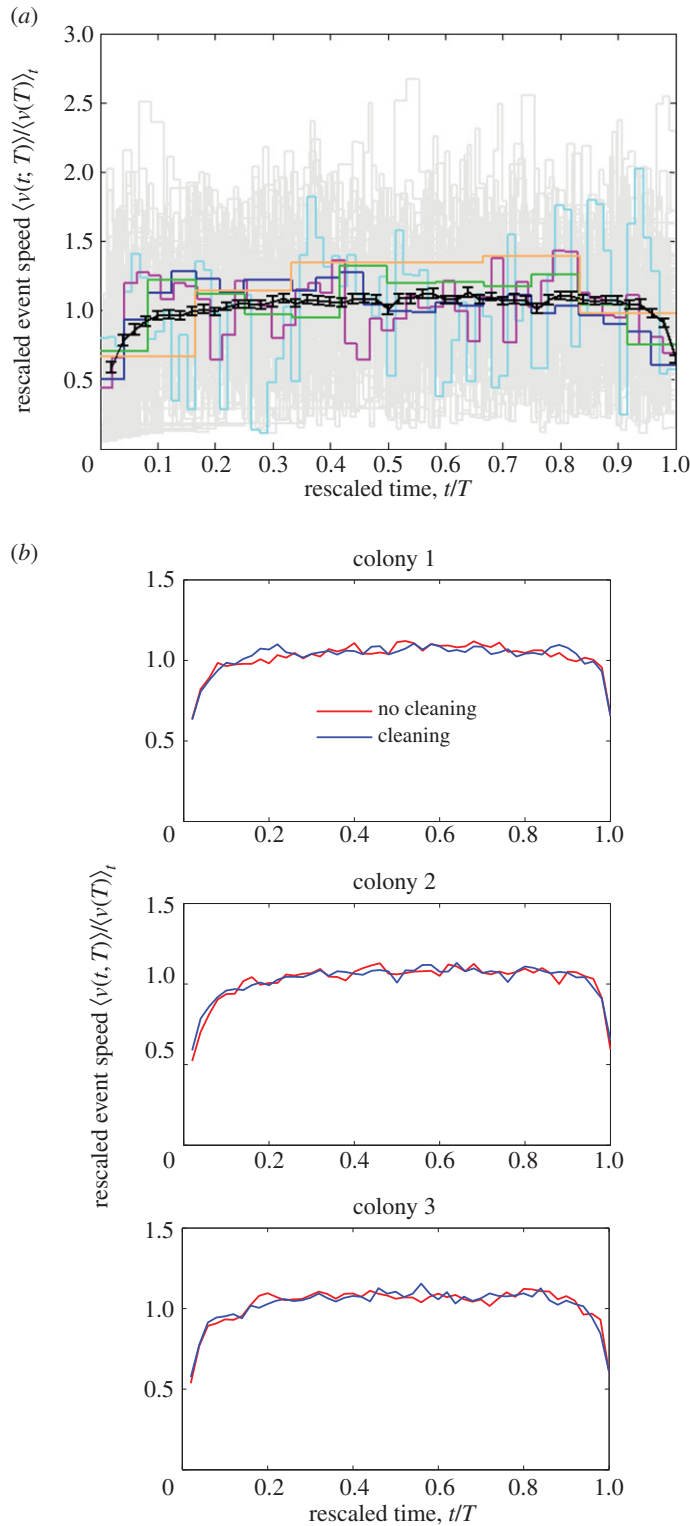 (a)
3.0
2.5
2.0
1.5
1.0
0.5
rescaled event speed ⟨v(t; T)⟩/⟨v(T)⟩t
0 0.1 0.2 0.3 0.4 0.5 0.6 0.7 0.8 0.9 1.0
rescaled time, t/T
(b)
colony 1
1.5
1.0
no cleaning
cleaning
0.5
0 0.2 0.4 0.6 0.8 1.0
colony 2
1.5
1.0
0.5
0 0.2 0.4 0.6 0.8 1.0
rescaled event speed ⟨v(t, T)⟩/⟨v(T)⟩t
colony 3
1.5
1.0
0.5
0 0.2 0.4 0.6 0.8 1.0
rescaled time, t/T